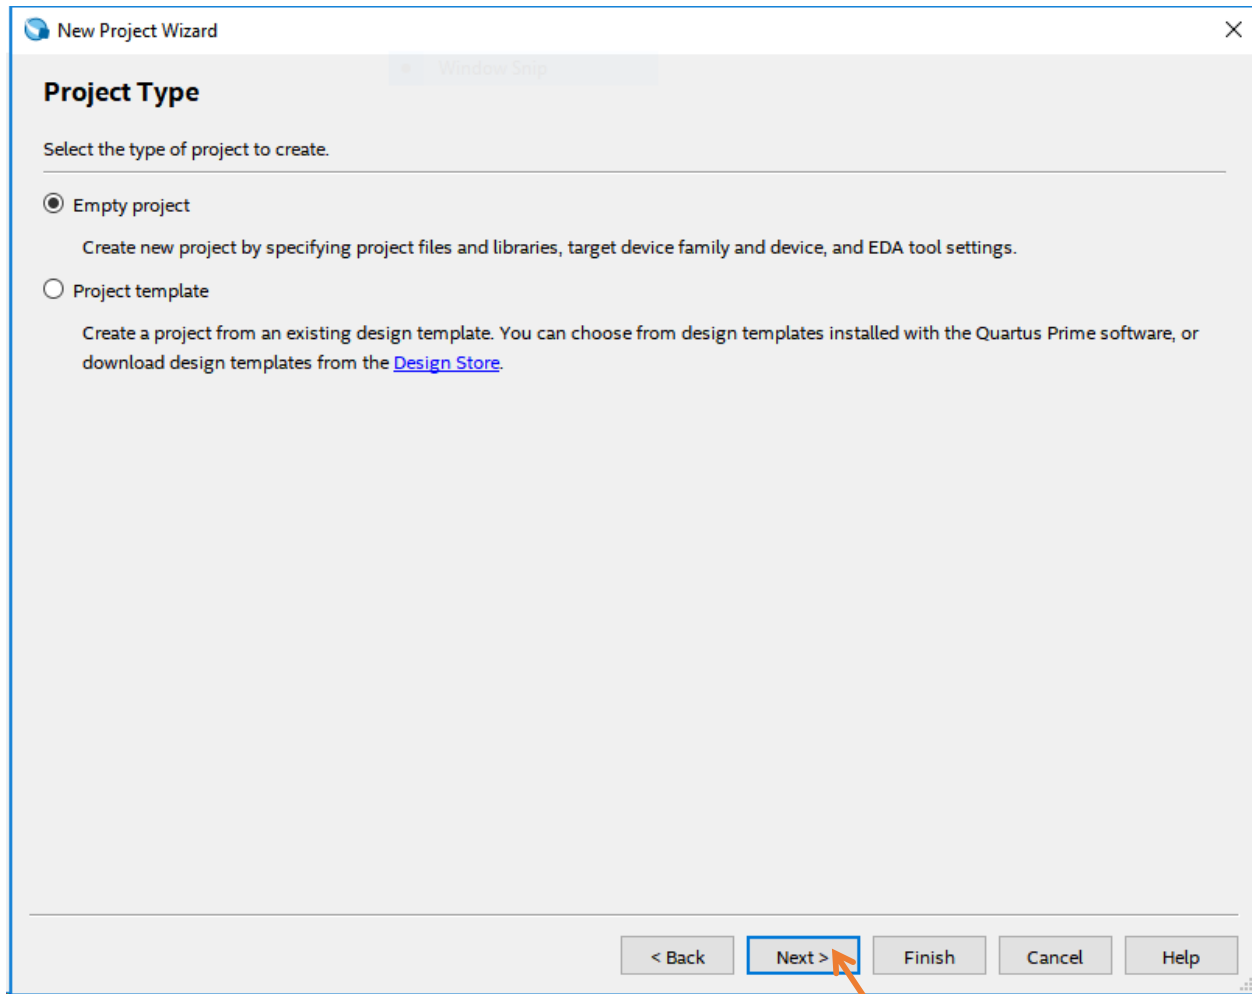 New Project Wizard
Window Snip
Project Type
Select the type of project to create.
Empty project
Create new project by specifying project files and libraries, target device family and device, and EDA tool settings.
Project template
Create a project from an existing design template. You can choose from design templates installed with the Quartus Prime software, or
download design templates from the Design Store.
< Back
Next >
Finish
Cancel
Help